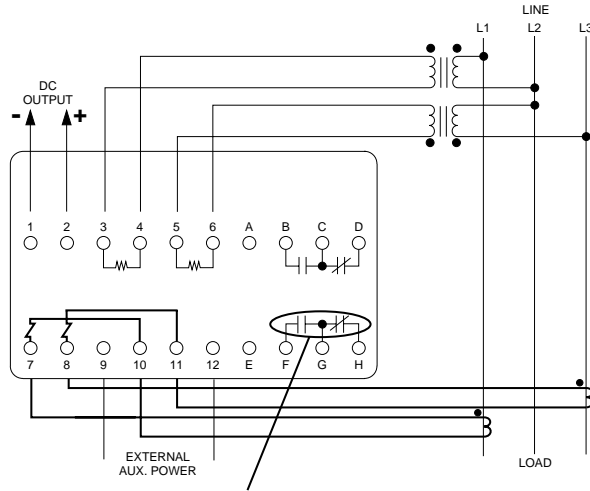 LINE
L1 L2 L3
DC
OUTPUT
- +
1 2 3 4 5 6 A B C D
7 8 9 10 11 12 E F G H
EXTERNAL
AUX. POWER
LOAD